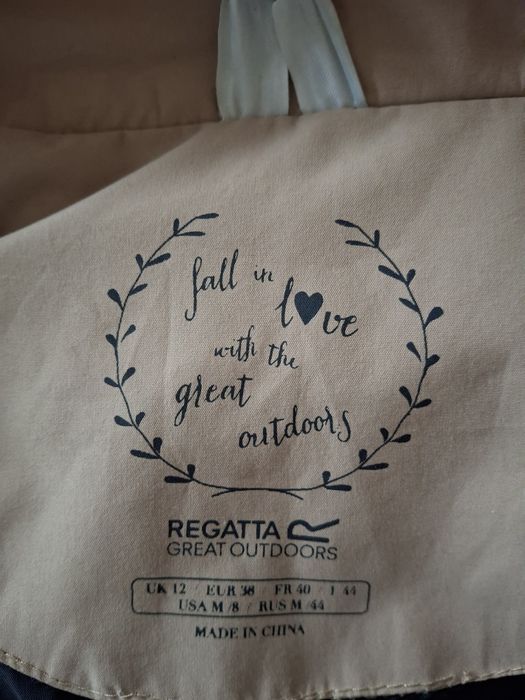 fall in
l♥ve
with the
great
outdoors
REGATTA
GREAT OUTDOORS
UK 12 / EUR 38 / FR 40 / I 44
USA M/8 / RUS M/44
MADE IN CHINA